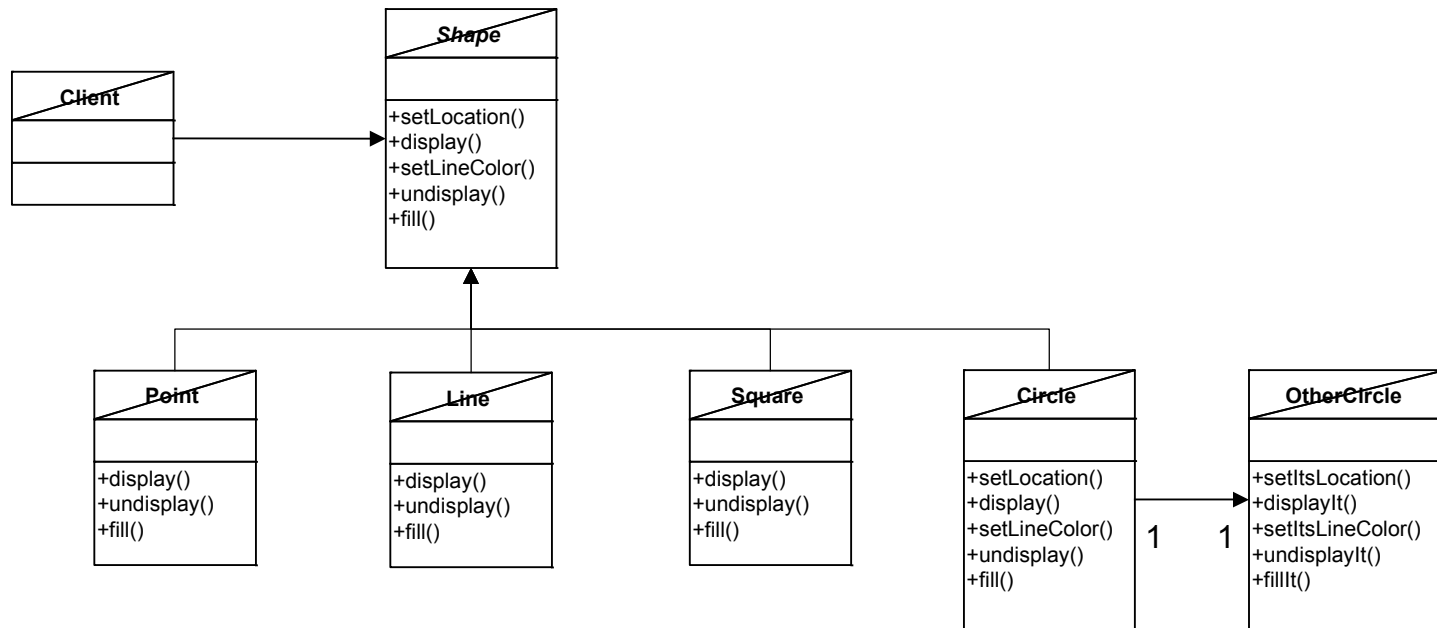 Shape
Client
+setLocation()
+display()
+setLineColor()
+undisplay()
+fill()
Point
+display()
+undisplay()
+fill()
Line
+display()
+undisplay()
+fill()
Square
+display()
+undisplay()
+fill()
Circle
+setLocation()
+display()
+setLineColor()
+undisplay()
+fill()
1
1
OtherCIrcle
+setItsLocation()
+displayIt()
+setItsLineColor()
+undisplayIt()
+fillIt()